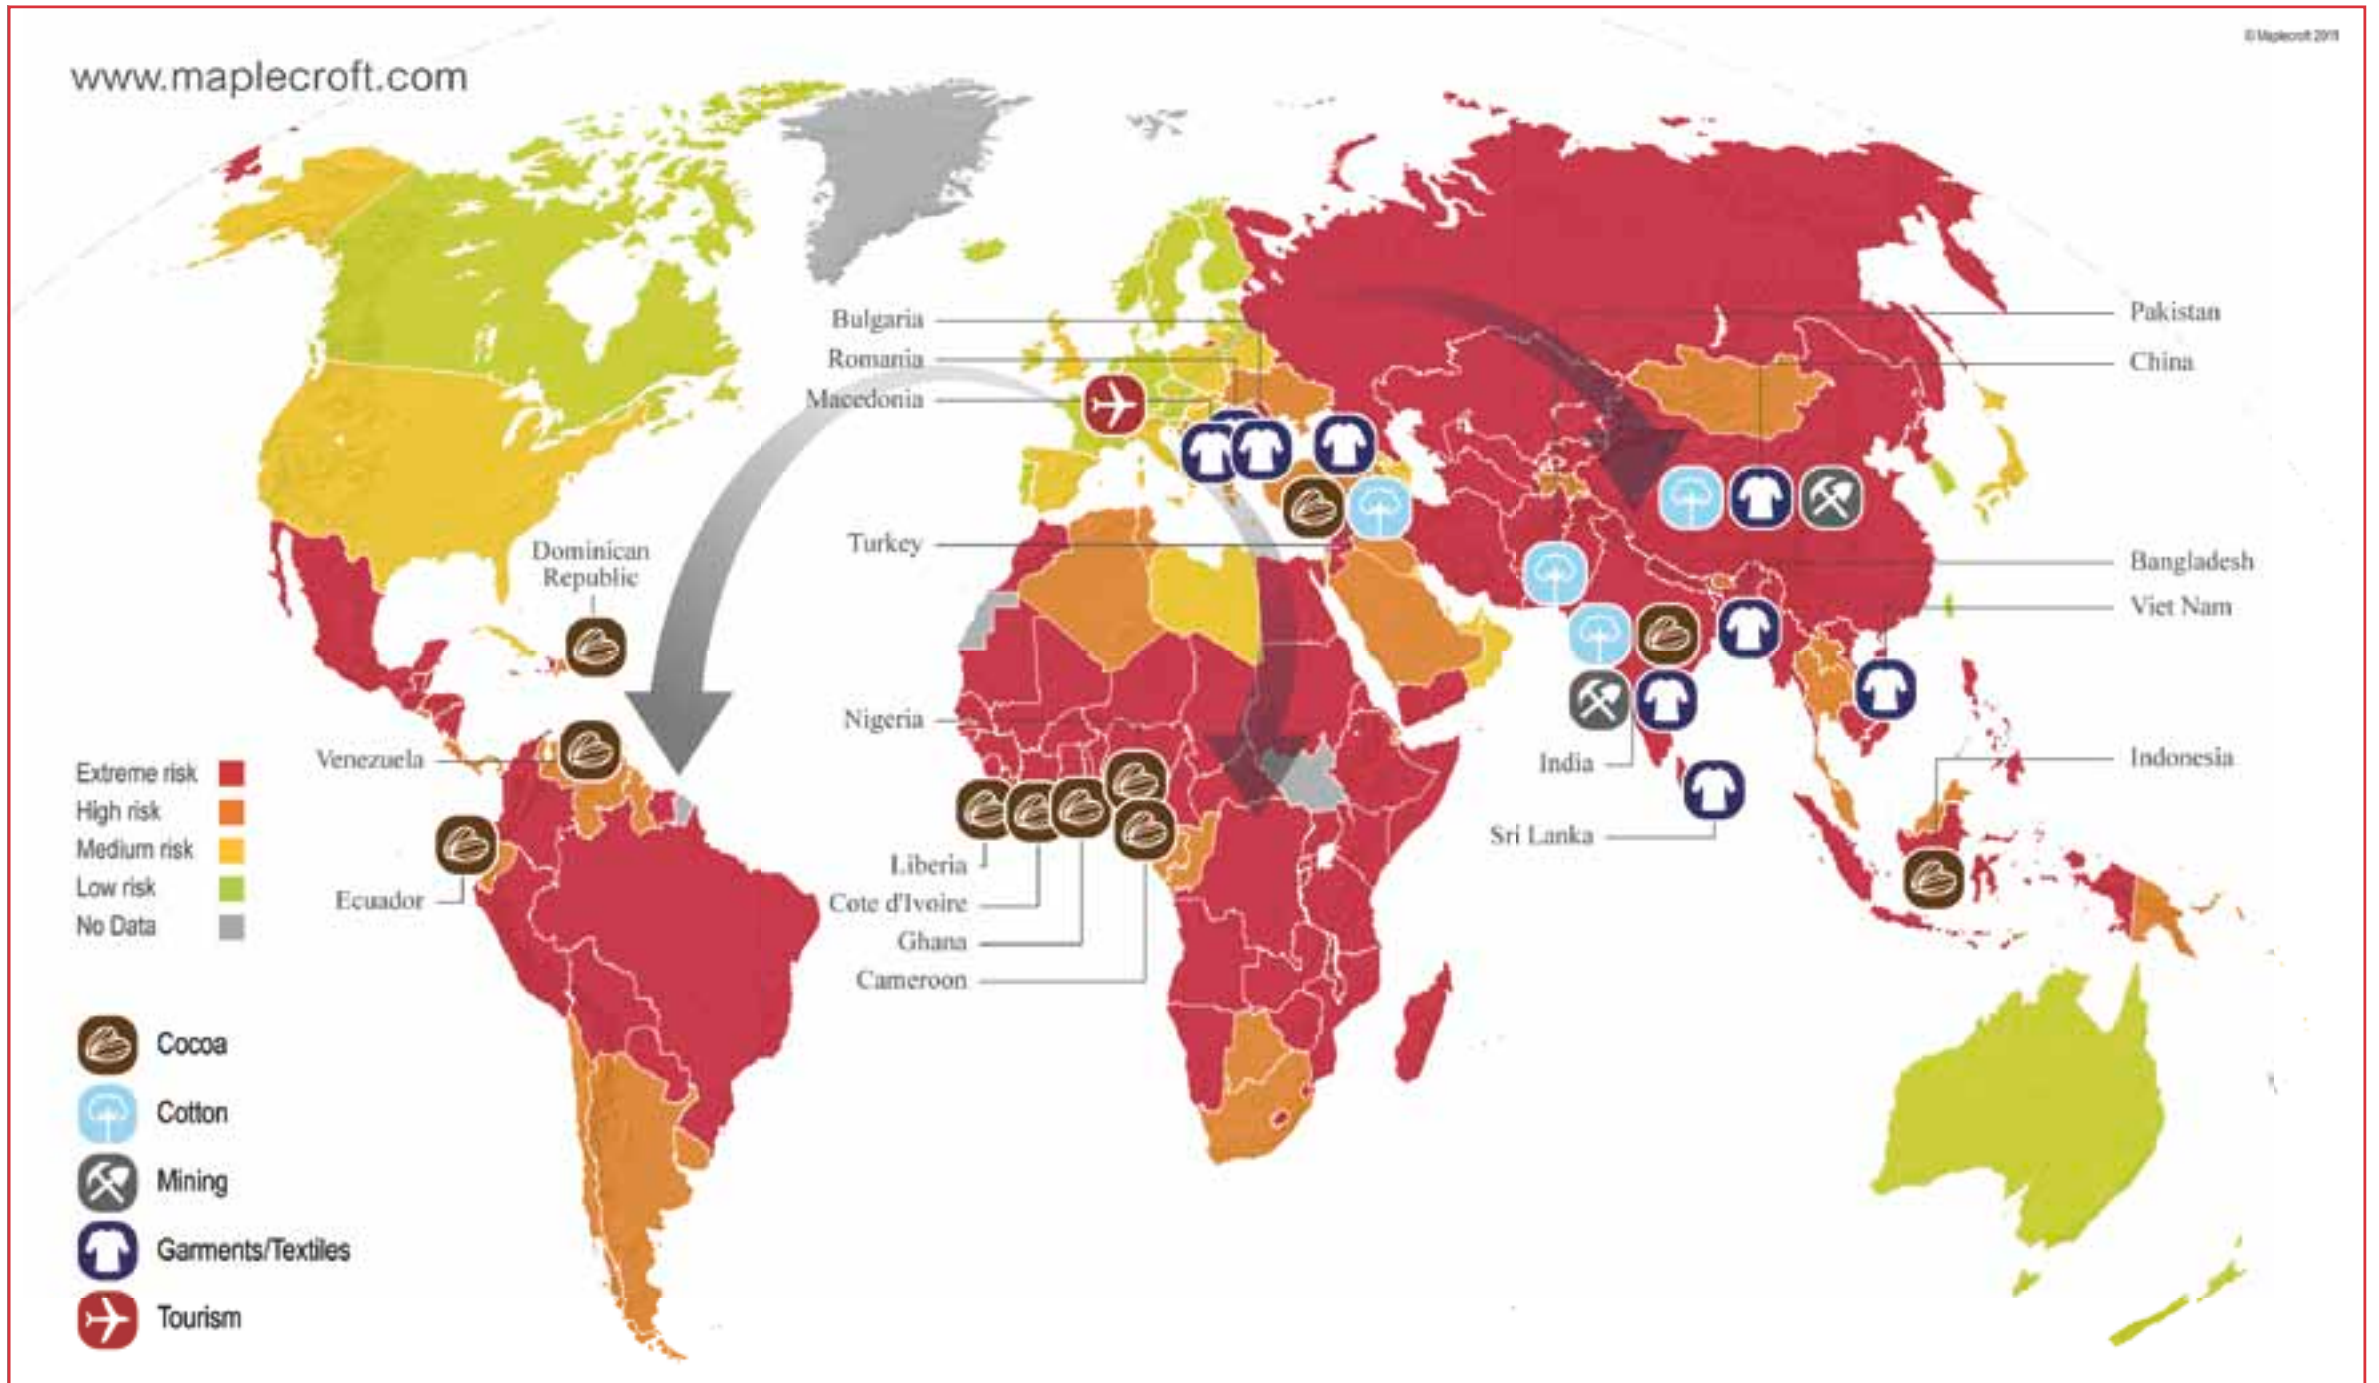 © Maplecroft 2011
www.maplecroft.com
Bulgaria
Romania
Macedonia
Pakistan
China
Dominican
Republic
Turkey
Bangladesh
Viet Nam
Nigeria
Venezuela
India
Indonesia
Sri Lanka
Liberia
Ecuador
Cote d'Ivoire
Ghana
Cameroon
Extreme risk
High risk
Medium risk
Low risk
No Data
Cocoa
Cotton
Mining
Garments/Textiles
Tourism